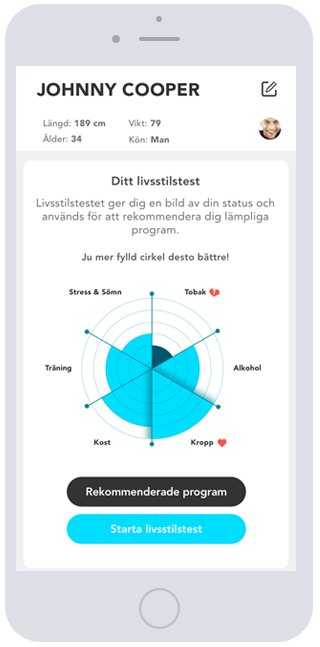 JOHNNY COOPER
Längd: 189 cm Vikt: 79
Ålder: 34 Kön: Man
Ditt livsstilstest
Livsstilstestet ger dig en bild av din status och
används för att rekommendera dig lämpliga
program.
Ju mer fylld cirkel desto bättre!
Stress & Sömn Tobak
Träning Alkohol
Kost Kropp
Rekommenderade program
Starta livsstilstest